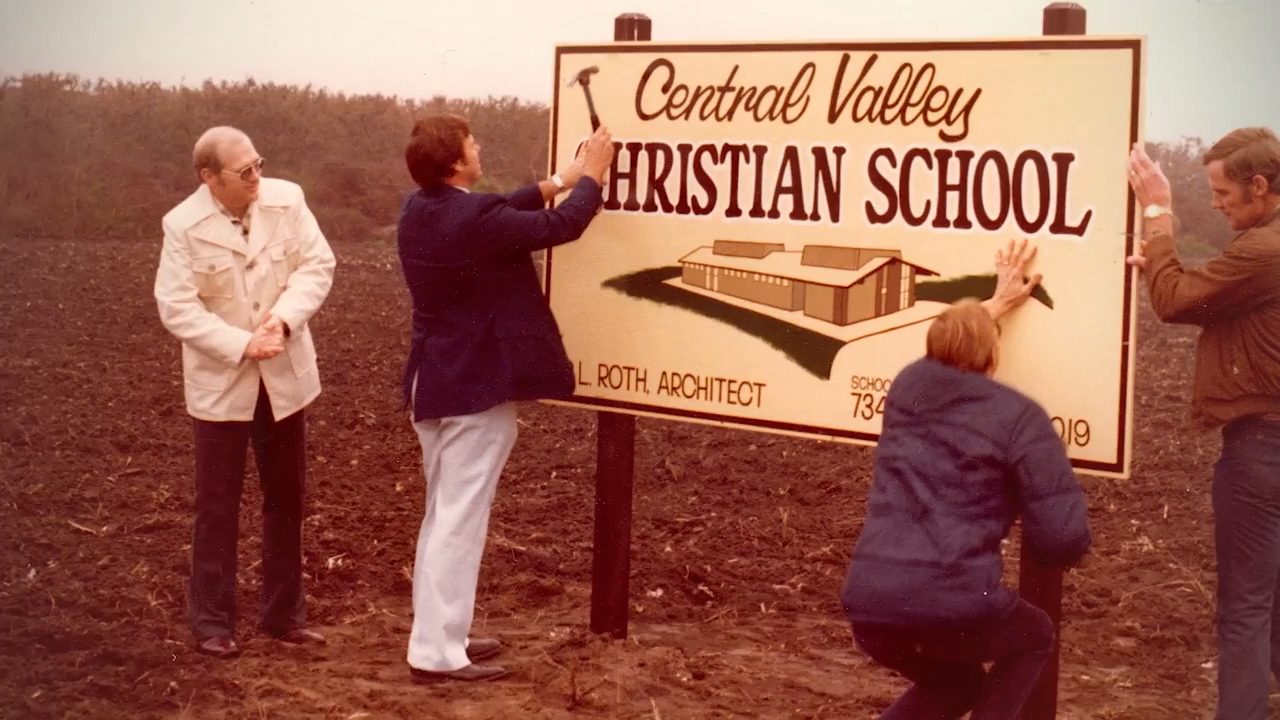 Central Valley
CHRISTIAN SCHOOL
L. ROTH, ARCHITECT
SCHOO
734
019